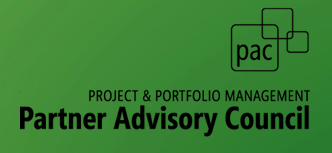 pac
PROJECT & PORTFOLIO MANAGEMENT
Partner Advisory Council